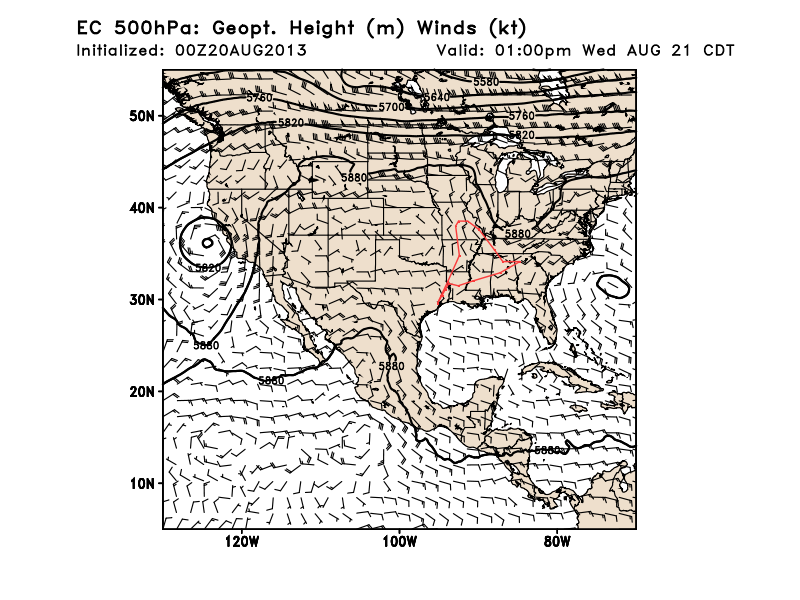 EC 500hPa: Geopt. Height (m) Winds (kt)
Initialized: 00Z20AUG2013 Valid: 01:00pm Wed AUG 21 CDT
5580
5760 5640
5700
50N 5760
5820 5820
5880
40N
5880
5820
30N
5880
5880
5880
20N
5880
10N
120W 100W 80W